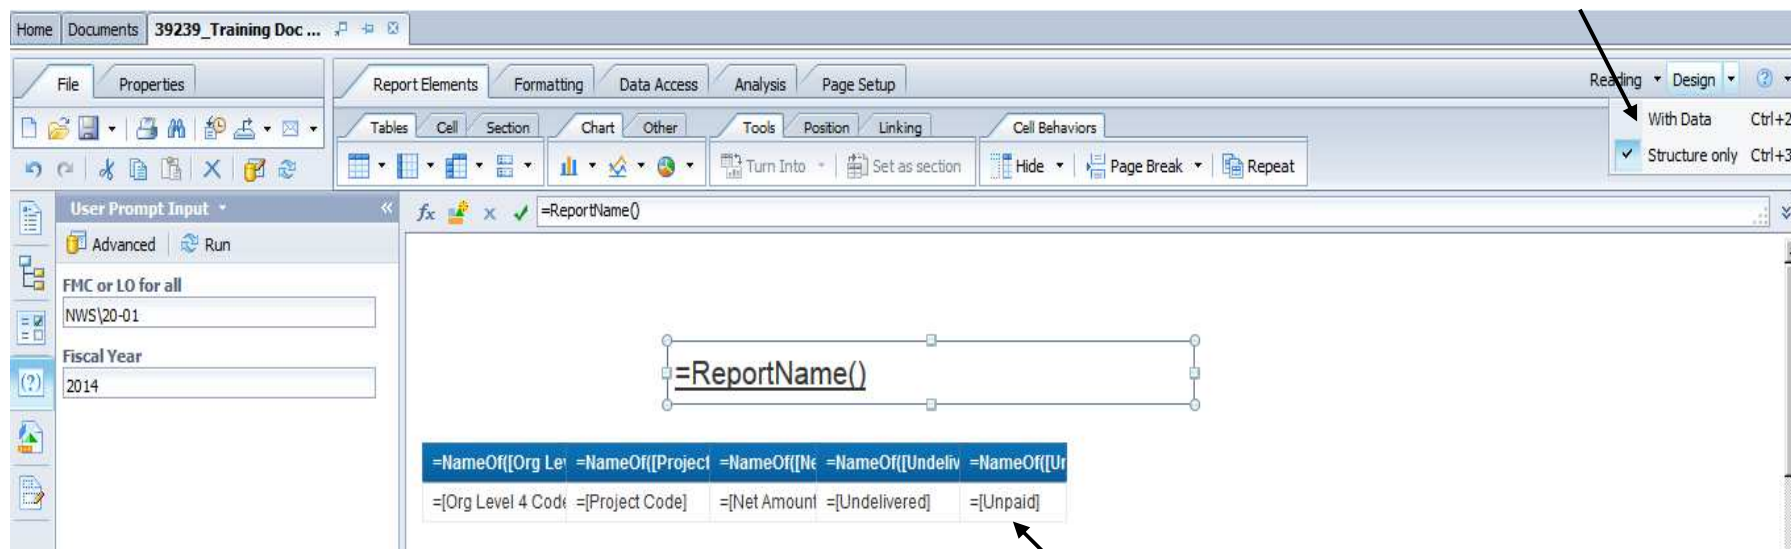 Home Documents 39239_Training Doc ...
File Properties Report Elements Formatting Data Access Analysis Page Setup Reading Design
Tables Cell Section Chart Other Tools Position Linking Cell Behaviors With Data Ctrl+2
Turn Into Set as section Hide Page Break Repeat Structure only Ctrl+3
User Prompt Input =ReportName()
Advanced Run
FMC or LO for all
NWS\20-01
Fiscal Year
2014
=ReportName()
=NameOf([Org Lev =NameOf([Project =NameOf([Ne =NameOf([Undeliv =NameOf([Un
=[Org Level 4 Code =[Project Code] =[Net Amount =[Undelivered] =[Unpaid]